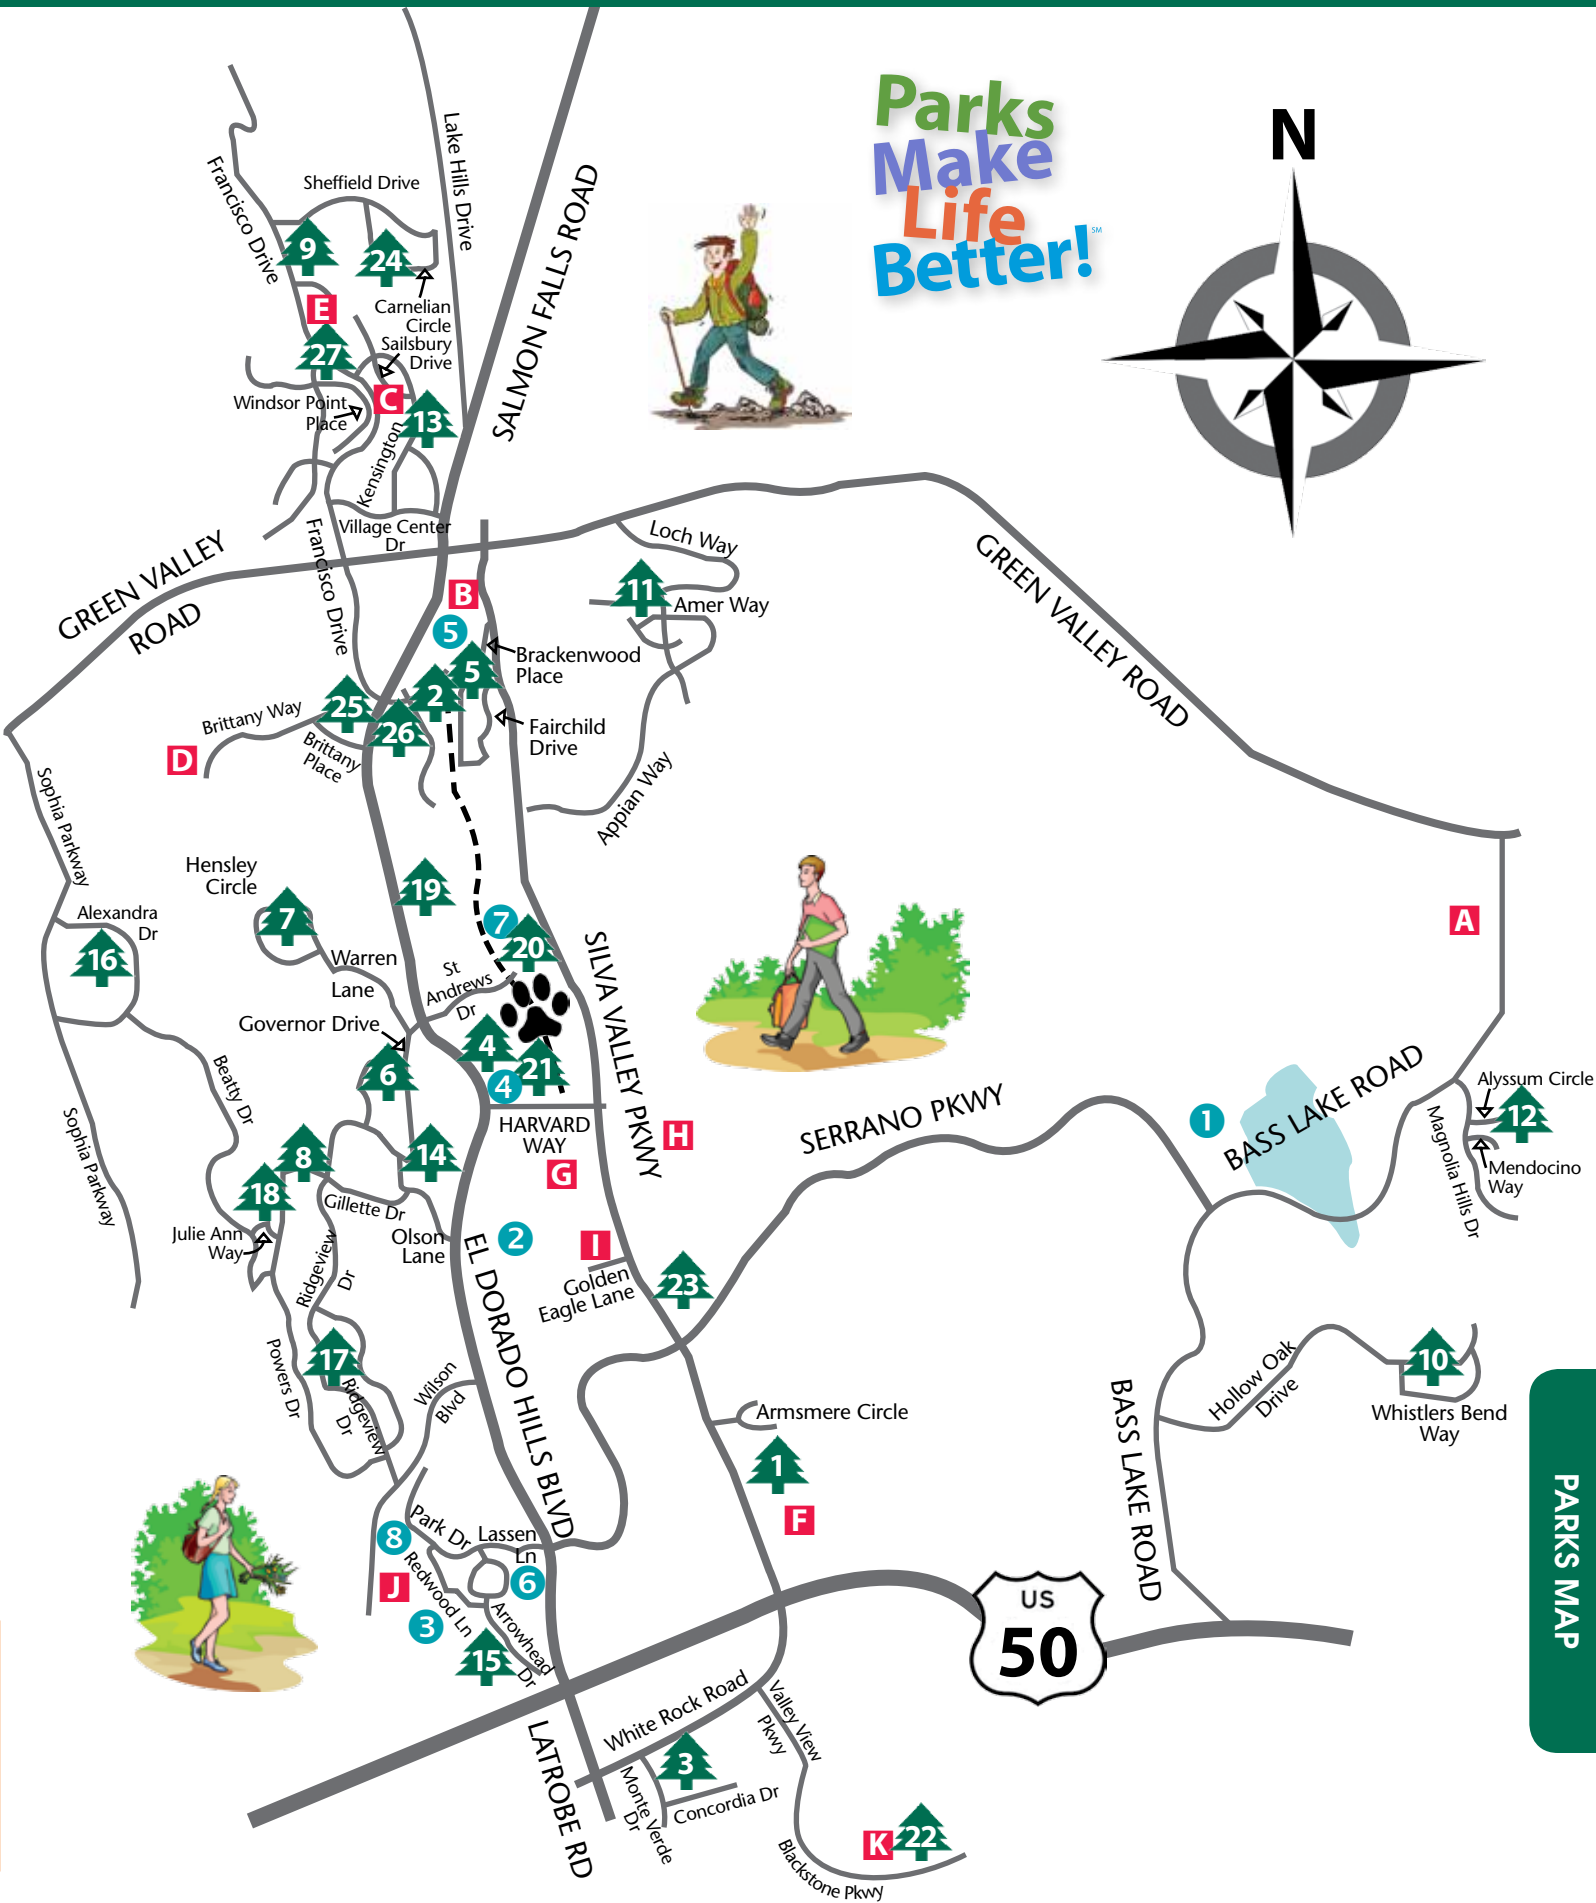 Parks
Make
Life
Better!
SM
N
Lake Hills Drive
Francisco Drive
Sheffield Drive
SALMON FALLS ROAD
9
24
E
Carnelian
Circle
Sailsbury
Drive
27
C
Windsor Point
Place
13
Kensington
Village Center
Dr
Francisco Drive
GREEN VALLEY
ROAD
Loch Way
GREEN VALLEY ROAD
B
11
Amer Way
5
Brackenwood
Place
5
2
25
26
Brittany Way
Brittany
Place
D
Fairchild
Drive
Appian Way
Sophia Parkway
Hensley
Circle
19
7
7
20
A
Alexandra
Dr
16
Warren
Lane
St
Andrews
Dr
SILVA VALLEY PKWY
Governor Drive
4
21
4
6
Beatty Dr
HARVARD
WAY
H
G
SERRANO PKWY
1
BASS LAKE ROAD
Alyssum Circle
12
Magnolia Hills Dr
Mendocino
Way
Sophia Parkway
8
14
18
Gillette Dr
Julie Ann
Way
Olson
Lane
2
I
Golden
Eagle Lane
23
Ridgeview
Dr
EL DORADO HILLS BLVD
17
Powers Dr
Ridgeview
Dr
Wilson
Blvd
Hollow Oak
Drive
10
Whistlers Bend
Way
BASS LAKE ROAD
Armsmere Circle
1
F
PARKS MAP
Park Dr
8
Lassen
Ln
6
J
Redwood Ln
3
Arrowhead
Dr
15
US
50
White Rock Road
Valley View
Pkwy
LATROBE RD
3
Monte Verde
Dr
Concordia Dr
K
22
Blackstone Pkwy